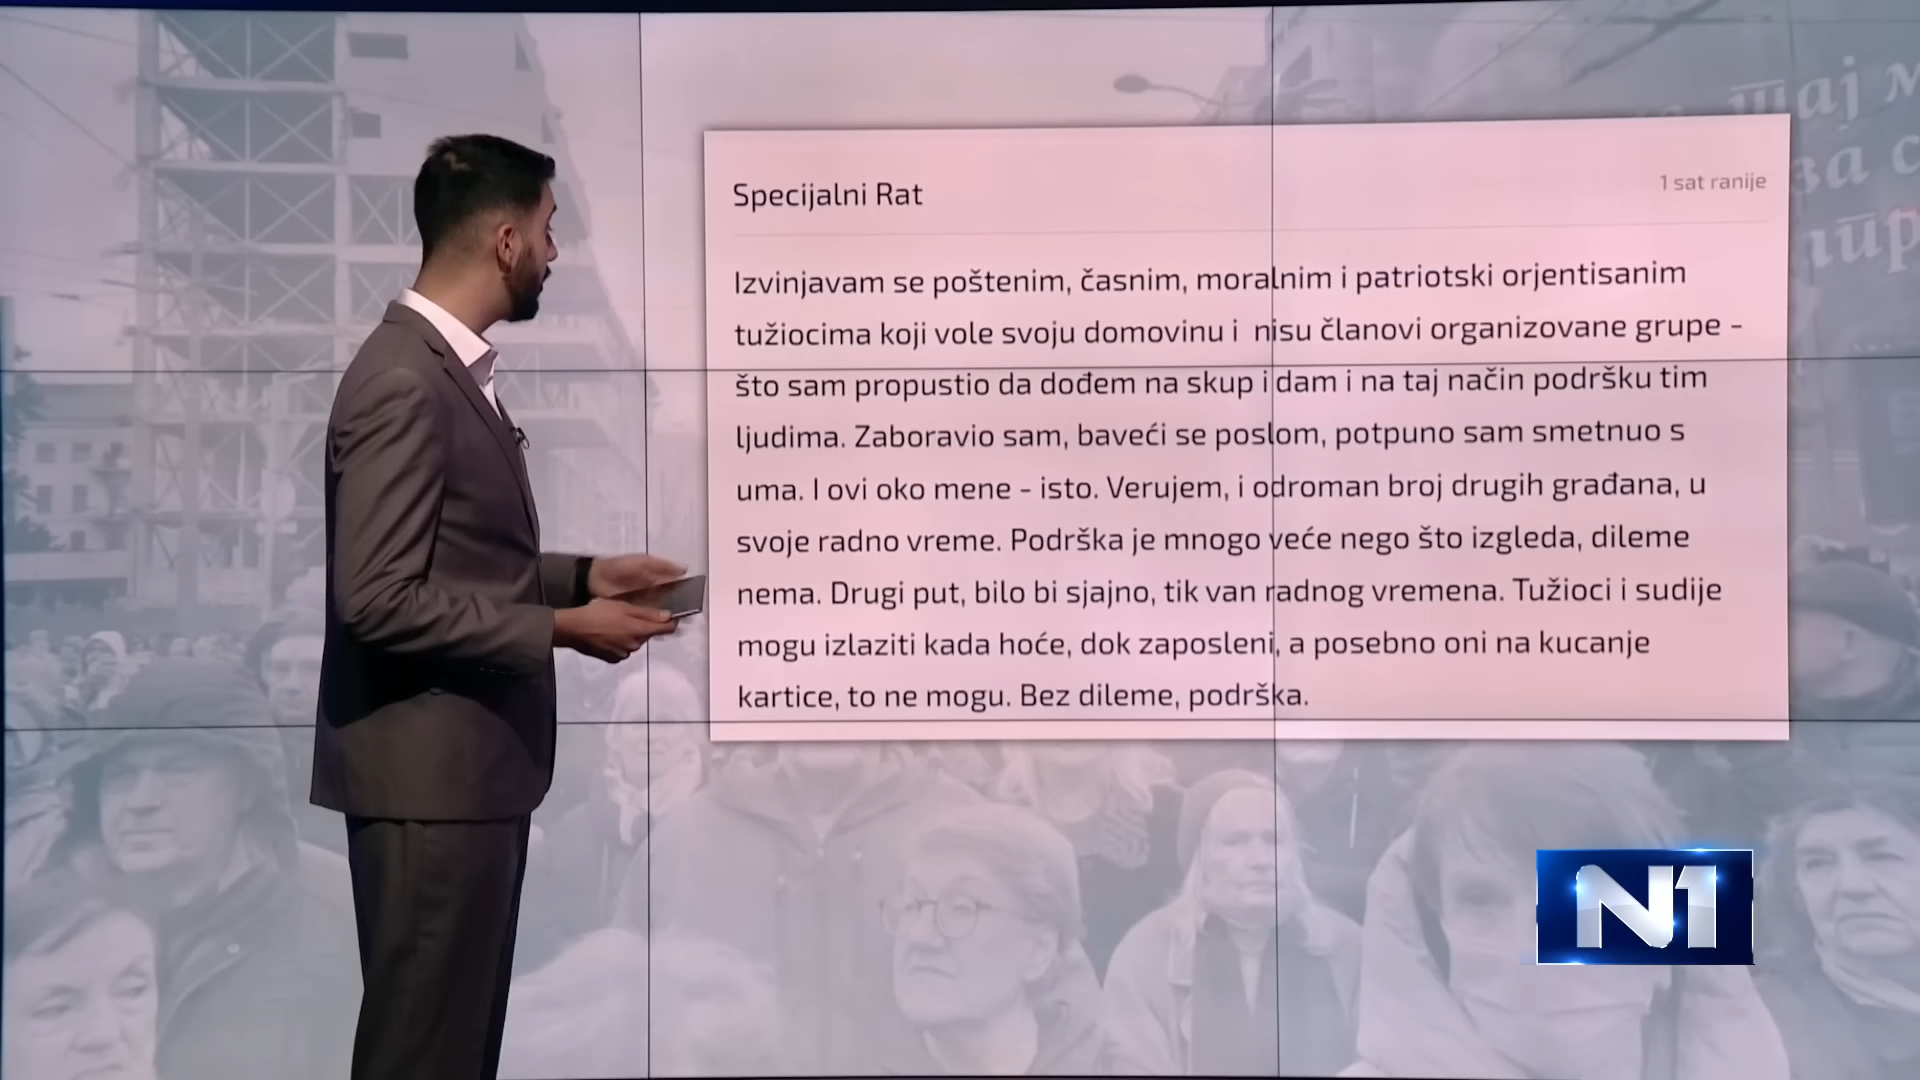 Specijalni Rat
1 sat ranije
Izvinjavam se poštenim, časnim, moralnim i patriotski orjentisanim
tužiocima koji vole svoju domovinu i nisu članovi organizovane grupe -
što sam propustio da dođem na skup i dam i na taj način podršku tim
ljudima. Zaboravio sam, baveći se poslom, potpuno sam smetnuo s
uma. I ovi oko mene - isto. Verujem, i odroman broj drugih građana, u
svoje radno vreme. Podrška je mnogo veće nego što izgleda, dileme
nema. Drugi put, bilo bi sjajno, tik van radnog vremena. Tužioci i sudije
mogu izlaziti kada hoće, dok zaposleni, a posebno oni na kucanje
kartice, to ne mogu. Bez dileme, podrška.
N1